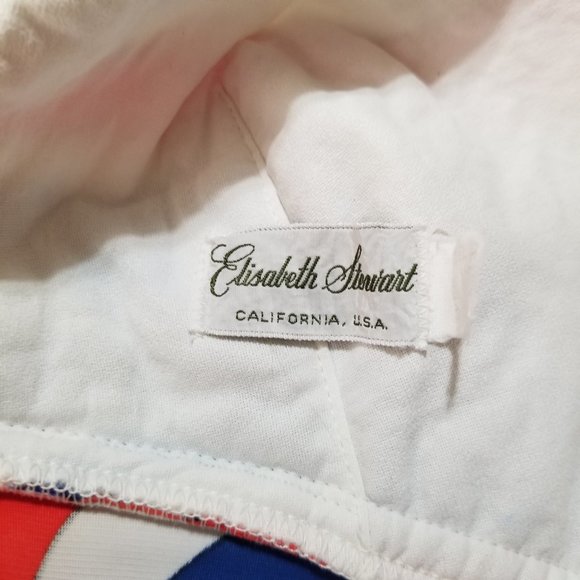 Elisabeth Stewart
CALIFORNIA, U.S.A.